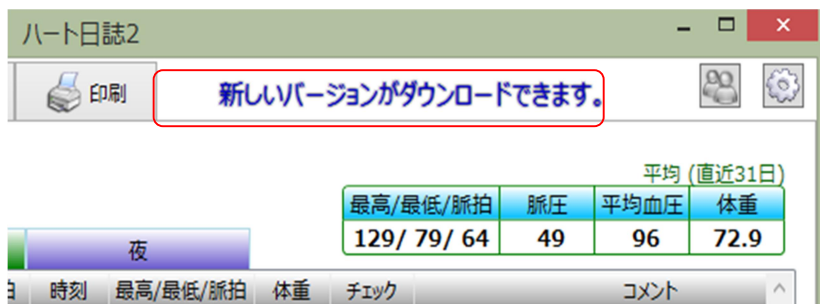 ハート日誌2
印刷
新しいバージョンがダウンロードできます。
平均 (直近31日)
最高/最低/脈拍 脈圧 平均血圧 体重
129/ 79/ 64 49 96 72.9
夜
時刻 最高/最低/脈拍 体重 チェック コメント